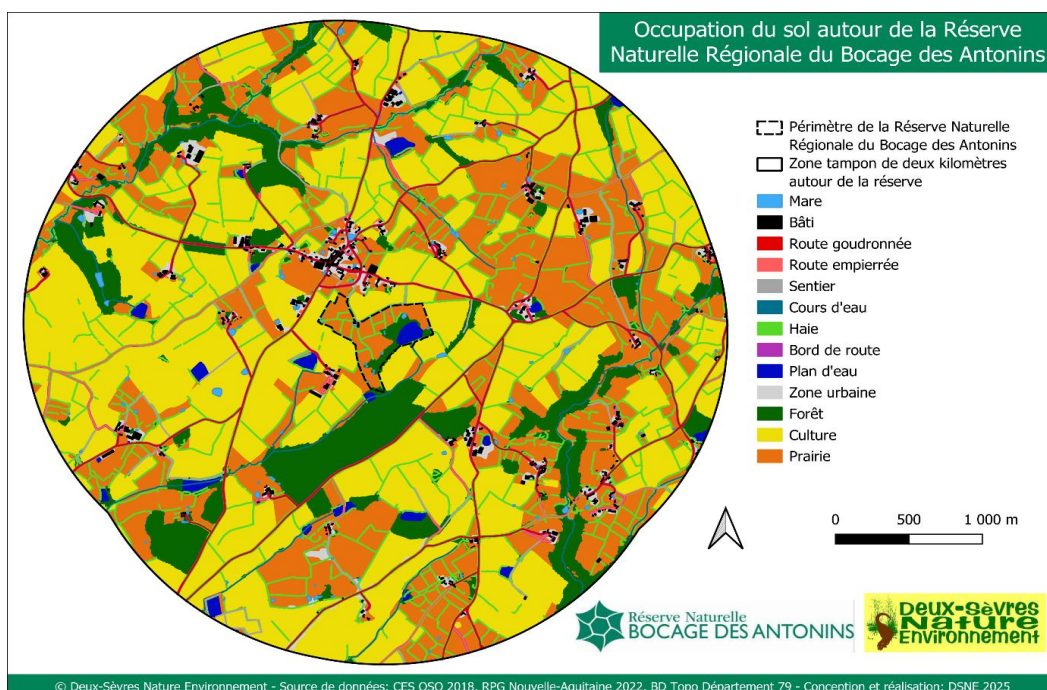 Occupation du sol autour de la Réserve
Naturelle Régionale du Bocage des Antonins
Périmètre de la Réserve Naturelle
Régionale du Bocage des Antonins
Zone tampon de deux kilomètres
autour de la réserve
Mare
Bâti
Route goudronnée
Route empierrée
Sentier
Cours d'eau
Haie
Bord de route
Plan d'eau
Zone urbaine
Forêt
Culture
Prairie
0 500 1 000 m
Réserve Naturelle
BOCAGE DES ANTONINS
DEUX-SÈVRES
NATURE
ENVIRONNEMENT
© Deux-Sèvres Nature Environnement - Source de données: CES OSO 2018, RPG Nouvelle-Aquitaine 2022, BD Topo Département 79 - Conception et réalisation: DSNE 2025